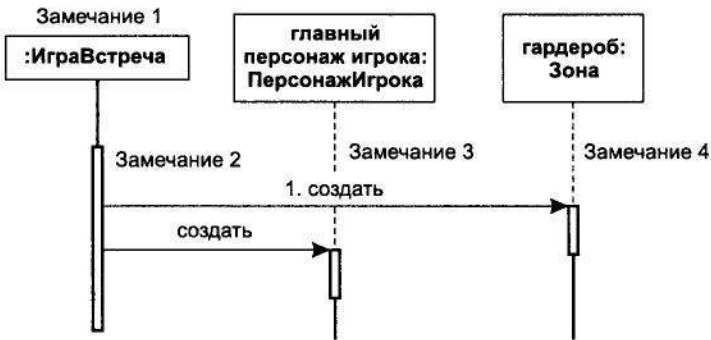 Замечание 1
:ИграВстреча
главный
персонаж игрока:
ПерсонажИгрока
гардероб:
Зона
Замечание 2
Замечание 3
Замечание 4
1. создать
создать